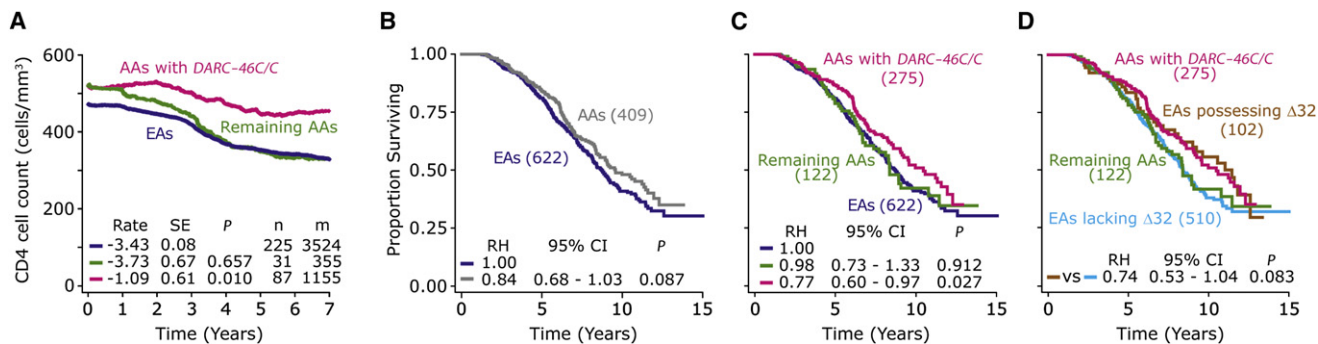 A
CD4 cell count (cells/mm³)
600
400
200
0
AAs with DARC-46C/C
EAs
Remaining AAs
Rate SE P n m
-3.43 0.08 225 3524
-3.73 0.67 0.657 31 355
-1.09 0.61 0.010 87 1155
0 1 2 3 4 5 6 7
Time (Years)
B
Proportion Surviving
1.00
0.75
0.50
0.25
0.00
AAs (409)
EAs (622)
RH 95% CI P
1.00
0.84 0.68 - 1.03 0.087
0 5 10 15
Time (Years)
C
AAs with DARC-46C/C
(275)
Remaining AAs
(122)
EAs (622)
RH 95% CI P
1.00
0.98 0.73 - 1.33 0.912
0.77 0.60 - 0.97 0.027
0 5 10 15
Time (Years)
D
AAs with DARC-46C/C
(275)
EAs possessing Δ32
(102)
Remaining AAs
(122)
EAs lacking Δ32 (510)
RH 95% CI P
vs 0.74 0.53 - 1.04 0.083
0 5 10 15
Time (Years)